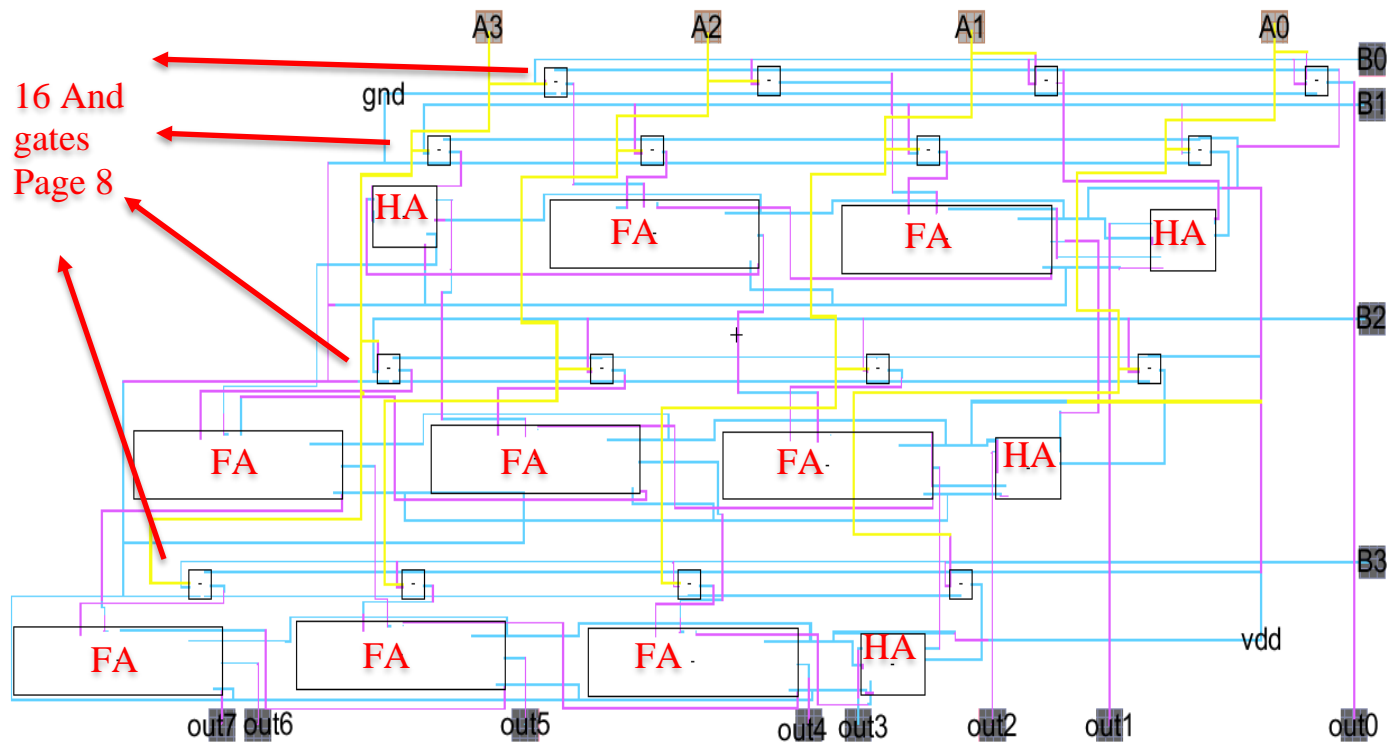 A3 A2 A1 A0
B0
16 And
gates
Page 8
gnd
B1
HA FA FA HA
B2
FA FA FA HA
B3
FA FA FA HA
vdd
out7 out6 out5 out4 out3 out2 out1 out0